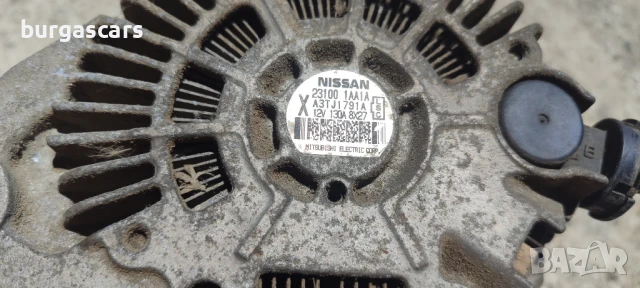 burgascars
NISSAN
23100 1AA1A
X A3TJ1791A
12V 130A 8X27
MITSUBISHI ELECTRIC CORP.
BAZAR